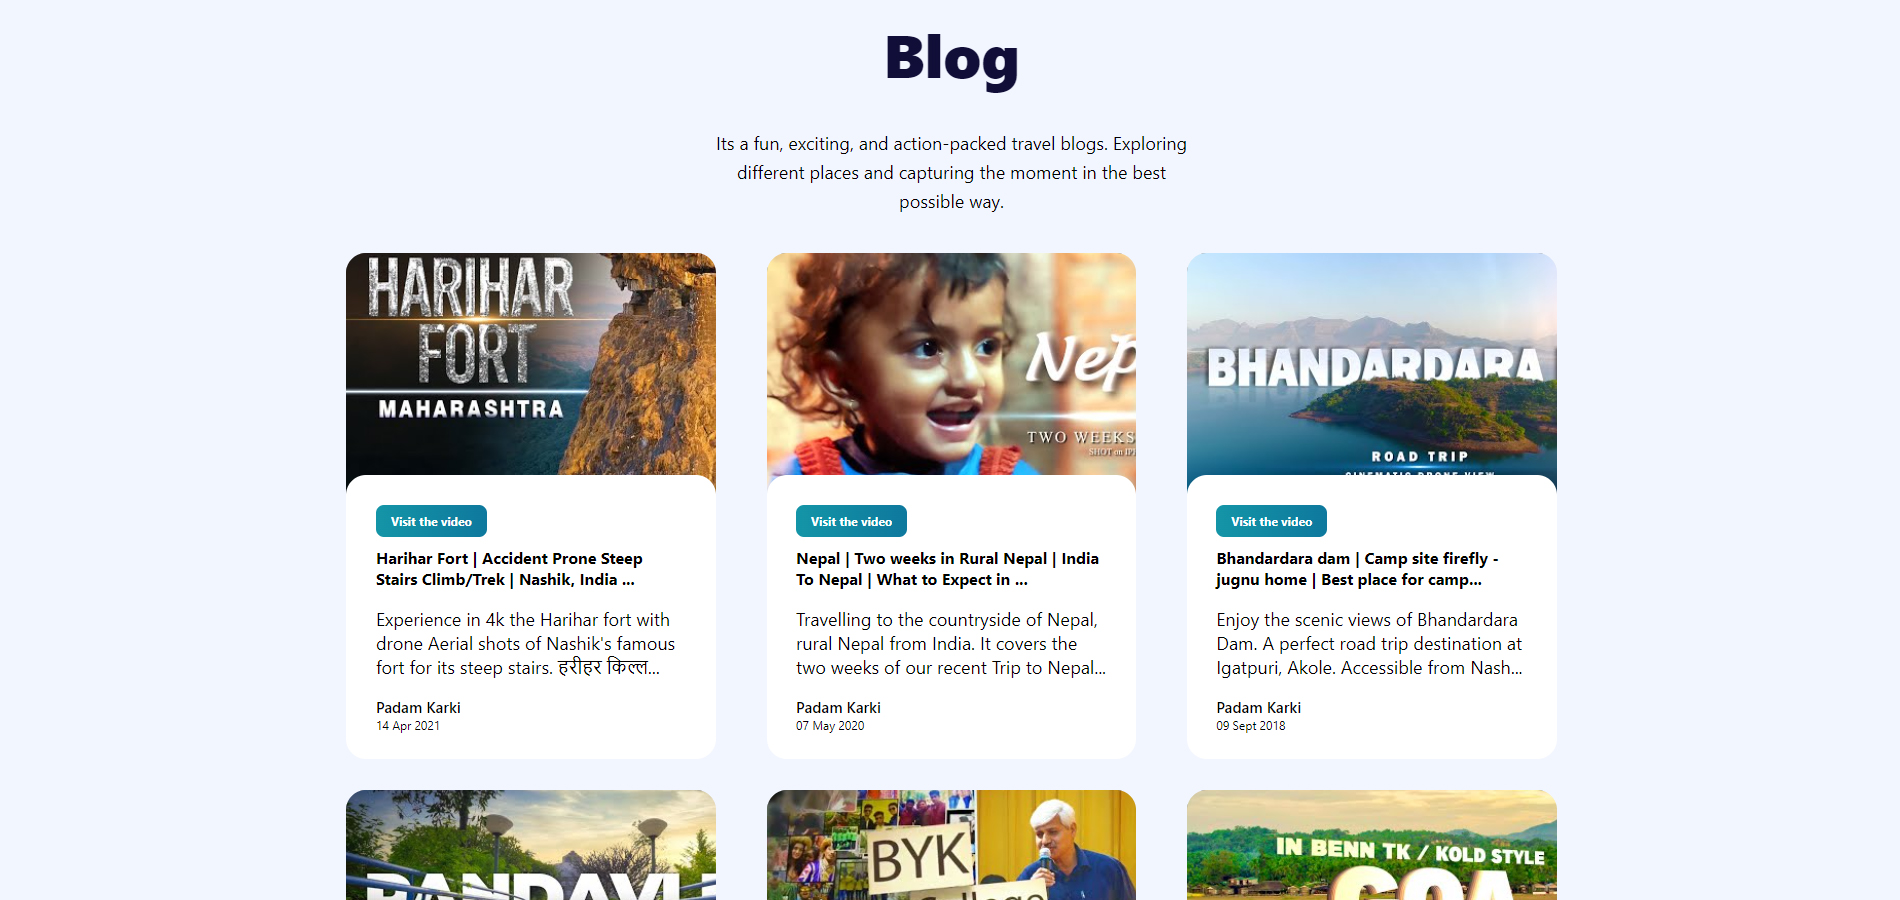 Blog
Its a fun, exciting, and action-packed travel blogs. Exploring
different places and capturing the moment in the best
possible way.
HARIHAR
FORT
MAHARASHTRA
Visit the video
Harihar Fort | Accident Prone Steep
Stairs Climb/Trek | Nashik, India ...
Experience in 4k the Harihar fort with
drone Aerial shots of Nashik's famous
fort for its steep stairs. हरीहर किल्ल...
Padam Karki
14 Apr 2021
Nep
TWO WEEKS
SHOT on IP
Visit the video
Nepal | Two weeks in Rural Nepal | India
To Nepal | What to Expect in ...
Travelling to the countryside of Nepal,
rural Nepal from India. It covers the
two weeks of our recent Trip to Nepal...
Padam Karki
07 May 2020
BHANDARDARA
ROAD TRIP
CINEMATIC DRONE VIEW
Visit the video
Bhandardara dam | Camp site firefly -
jugnu home | Best place for camp...
Enjoy the scenic views of Bhandardara
Dam. A perfect road trip destination at
Igatpuri, Akole. Accessible from Nash...
Padam Karki
09 Sept 2018
BYK
College
IN BENN TK / KOLD STYLE
GOA